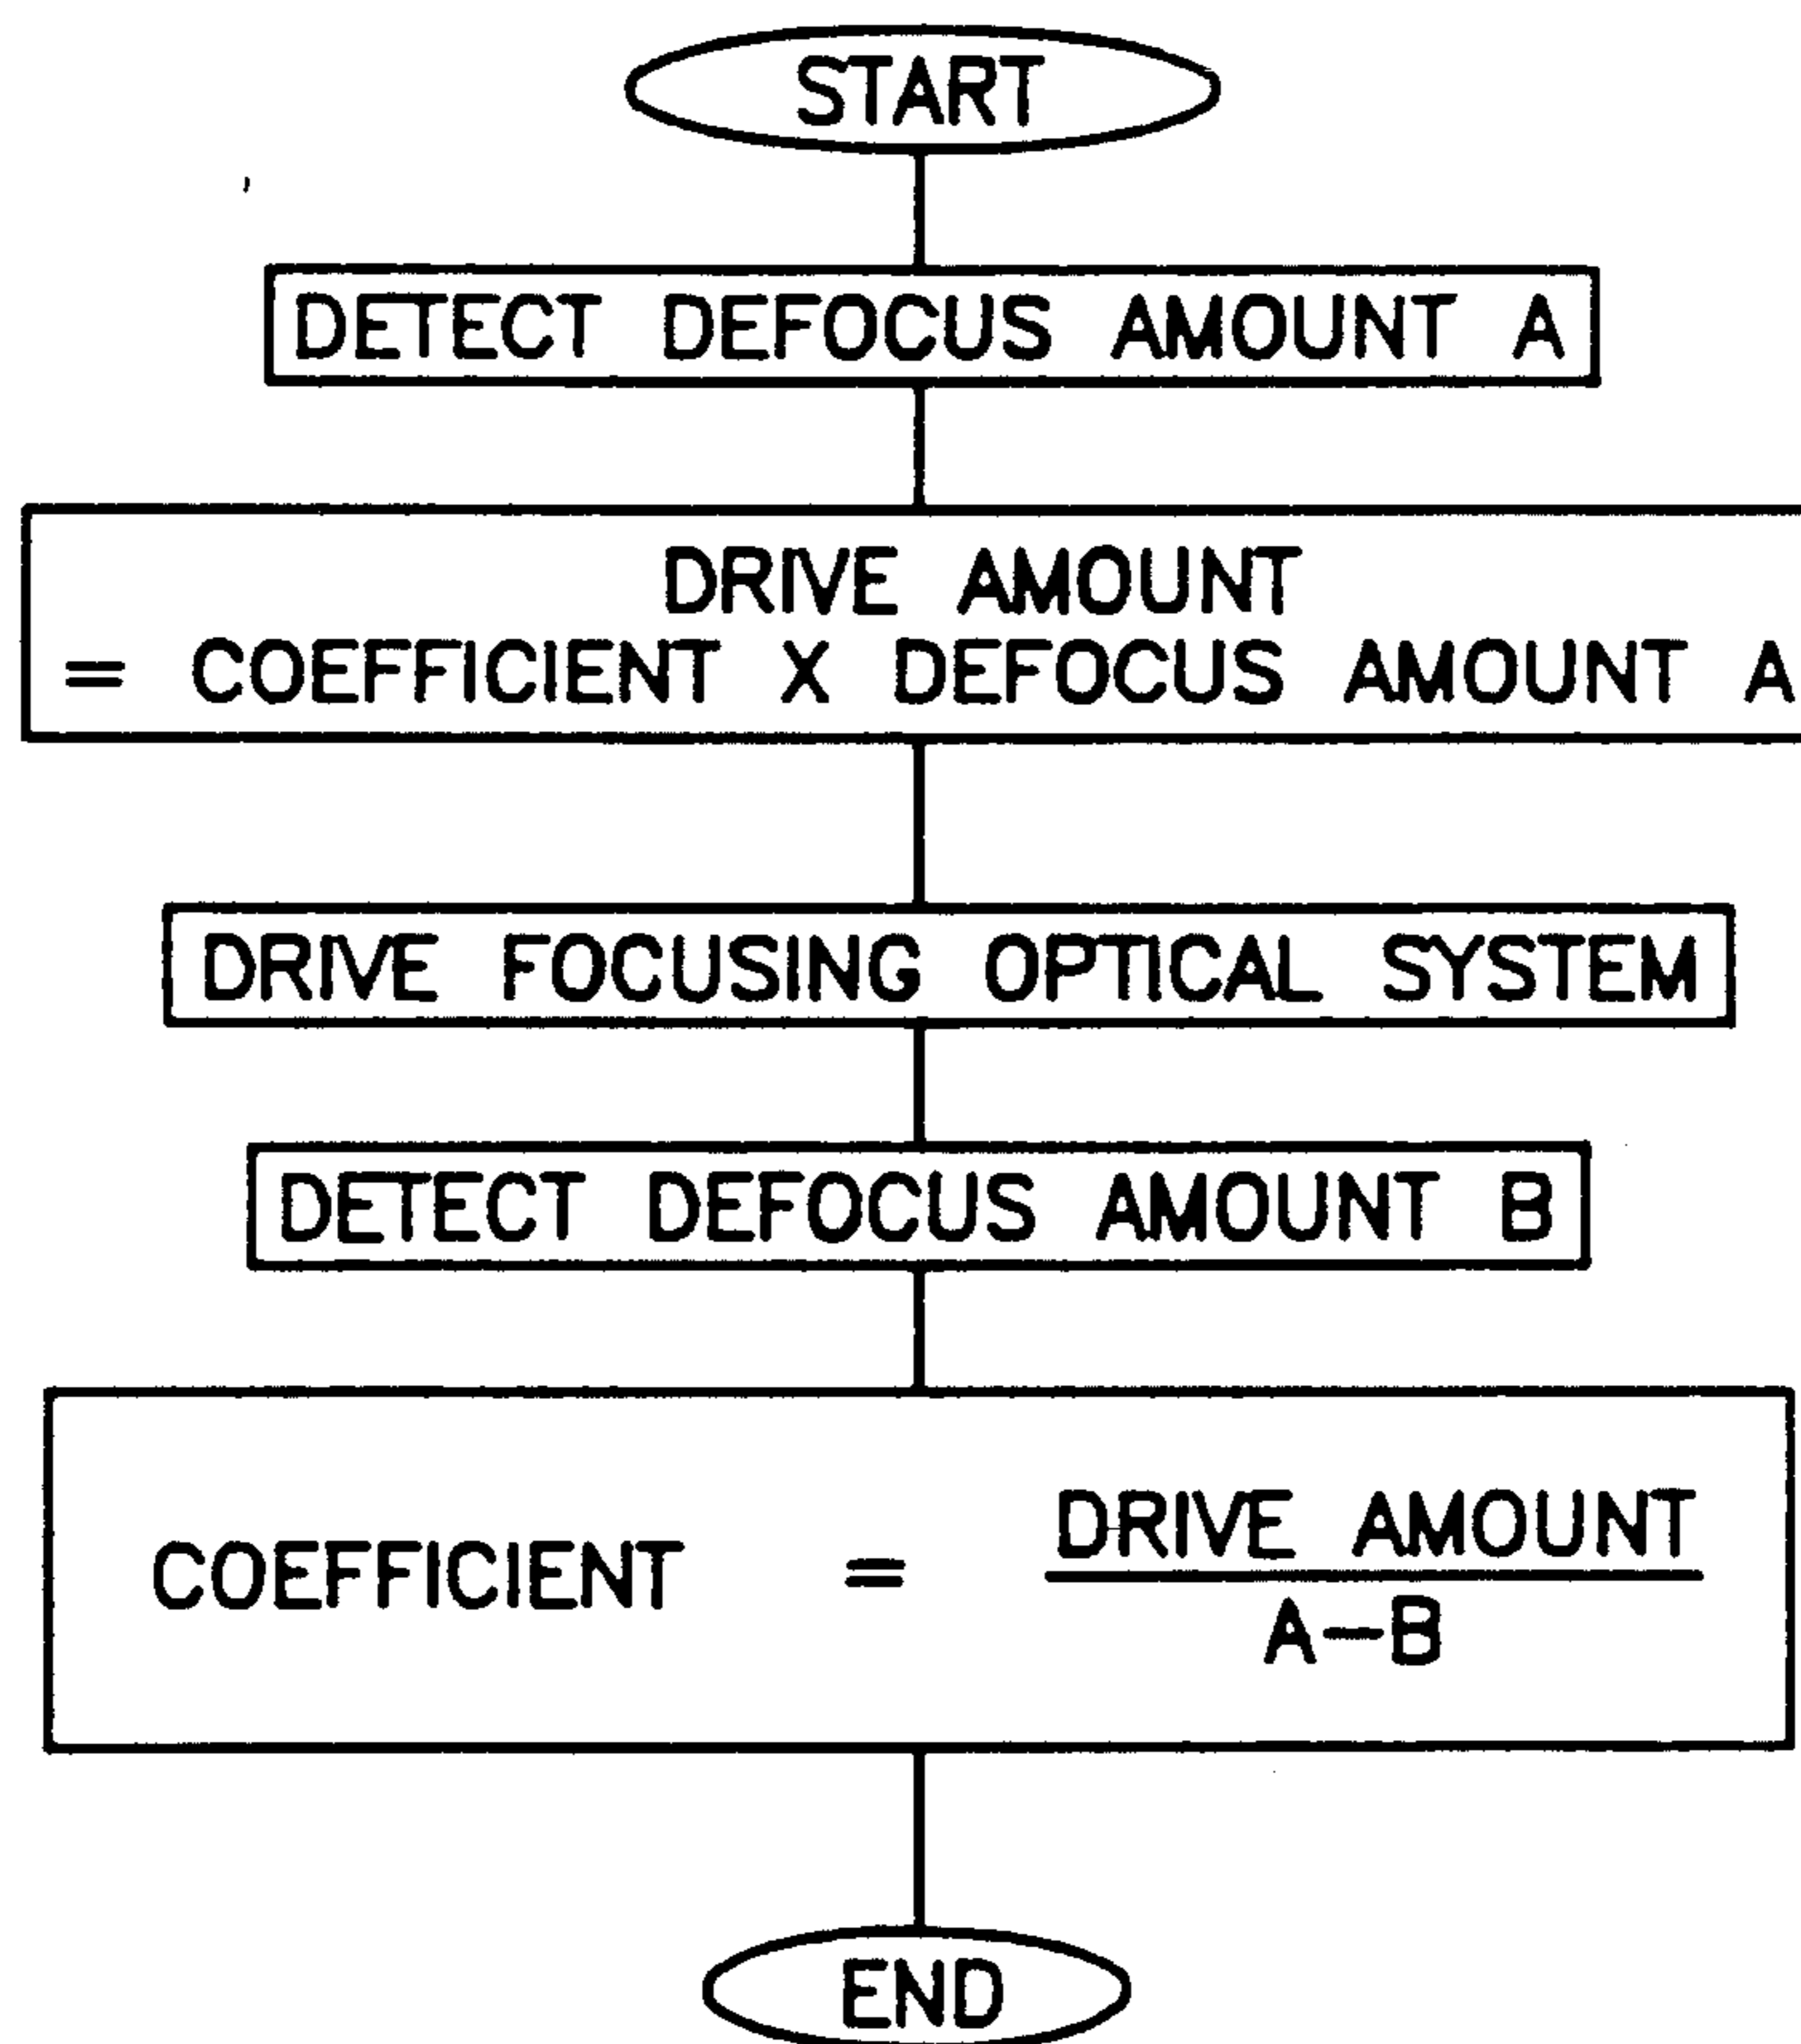 START
DETECT DEFOCUS AMOUNT A
DRIVE AMOUNT
= COEFFICIENT X DEFOCUS AMOUNT A
DRIVE FOCUSING OPTICAL SYSTEM
DETECT DEFOCUS AMOUNT B
DRIVE AMOUNT
COEFFICIENT =
A-B
END